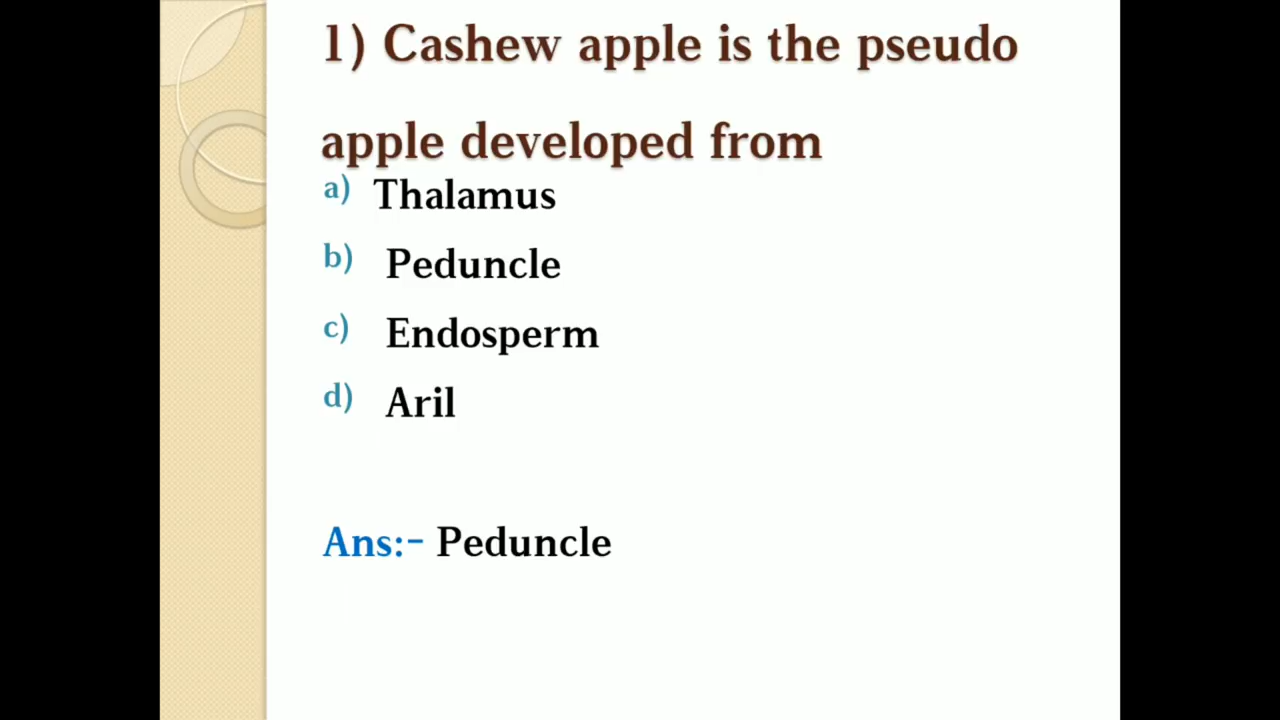 1) Cashew apple is the pseudo
apple developed from
a) Thalamus
b) Peduncle
c) Endosperm
d) Aril
Ans:- Peduncle